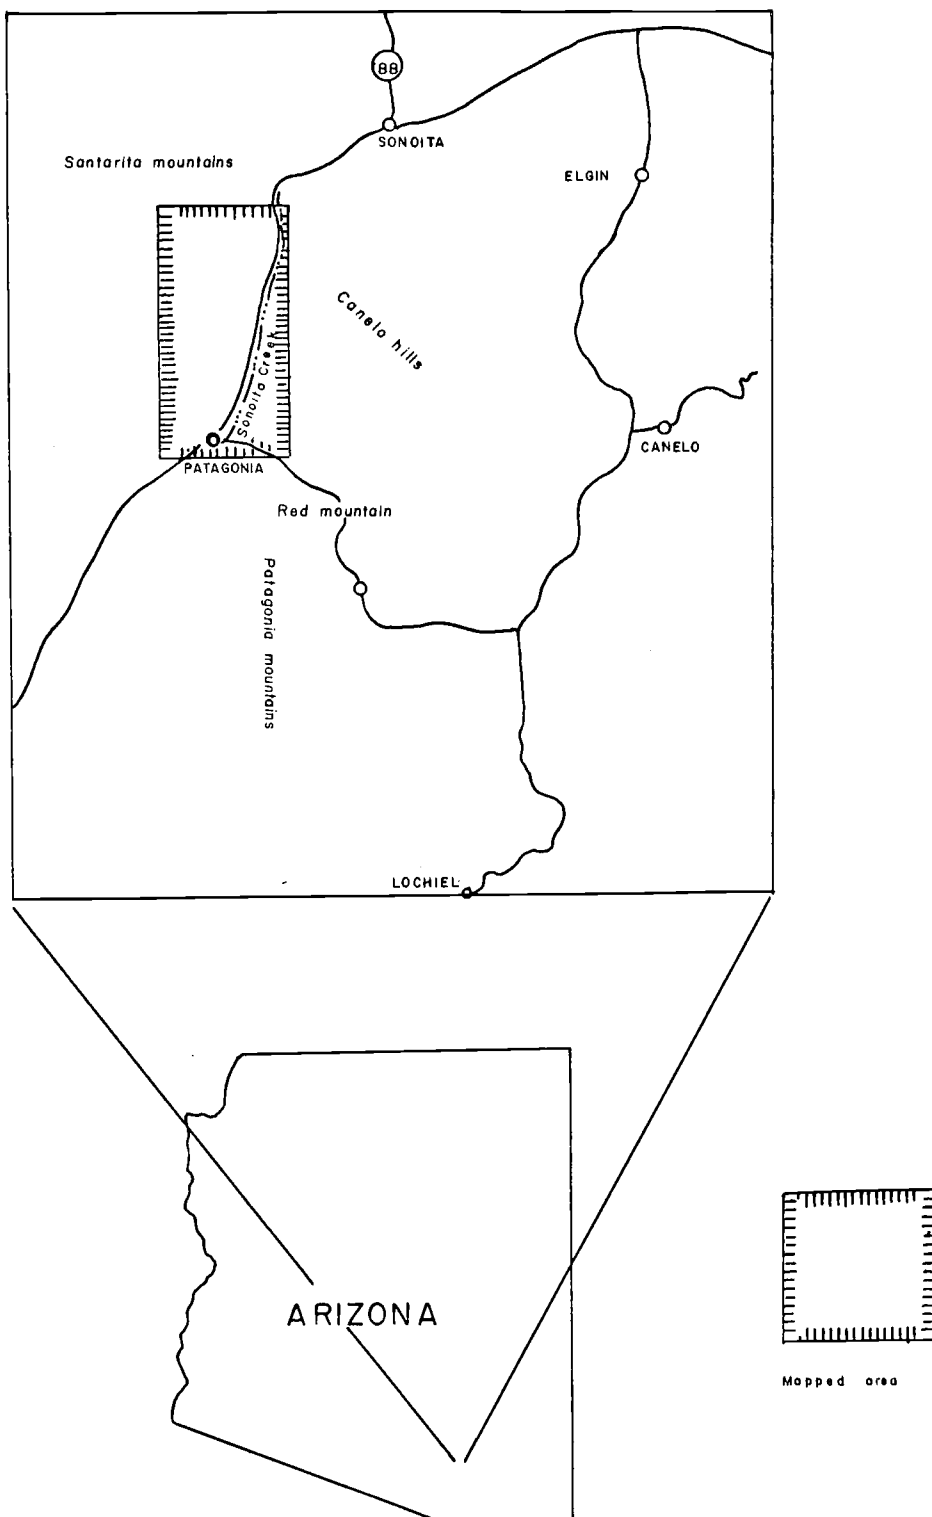 88
SONOITA
Santarita mountains
ELGIN
Canelo hills
Sonoita Creek
CANELO
PATAGONIA
Red mountain
Patagonia mountains
LOCHIEL
ARIZONA
Mapped area